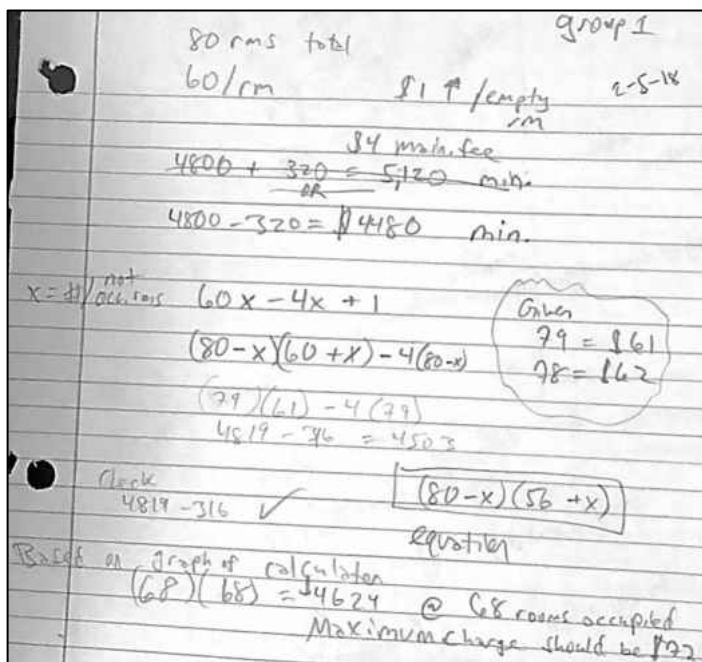 group 1
80 rms total
2-5-18
60/rm $1 ↑ /empty rm
$4 main. fee
4800 + 320 = 5,120 min.
OR
4800 - 320 = $4480 min.
x = #/not occ. rms 60x - 4x + 1
Given
79 = $61
78 = $62
(80-x)(60+x) - 4(80-x)
(79)(61) - 4(79)
4819 - 316 = 4503
Check
4819 - 316 ✓
(80-x)(56+x)
equation
Based on graph of calculator
(68)(68) = $4624 @ 68 rooms occupied
Maximum charge should be $72